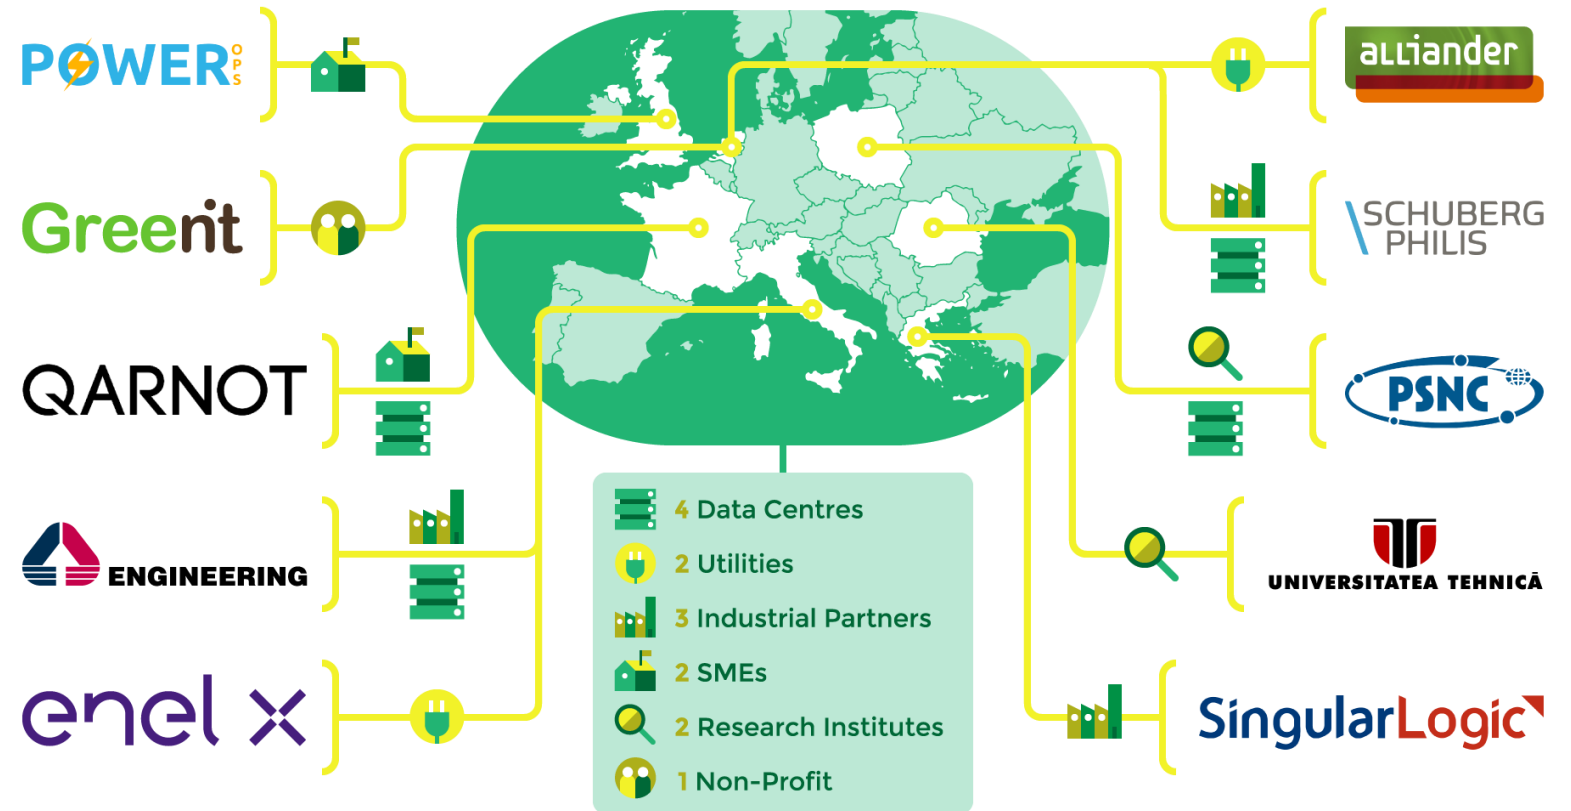 POWER OPS
Greenit
QARNOT
ENGINEERING
enel x
4 Data Centres
2 Utilities
3 Industrial Partners
2 SMEs
2 Research Institutes
1 Non-Profit
alliander
SCHUBERG
PHILIS
PSNC
UNIVERSITATEA TEHNICĂ
SingularLogic